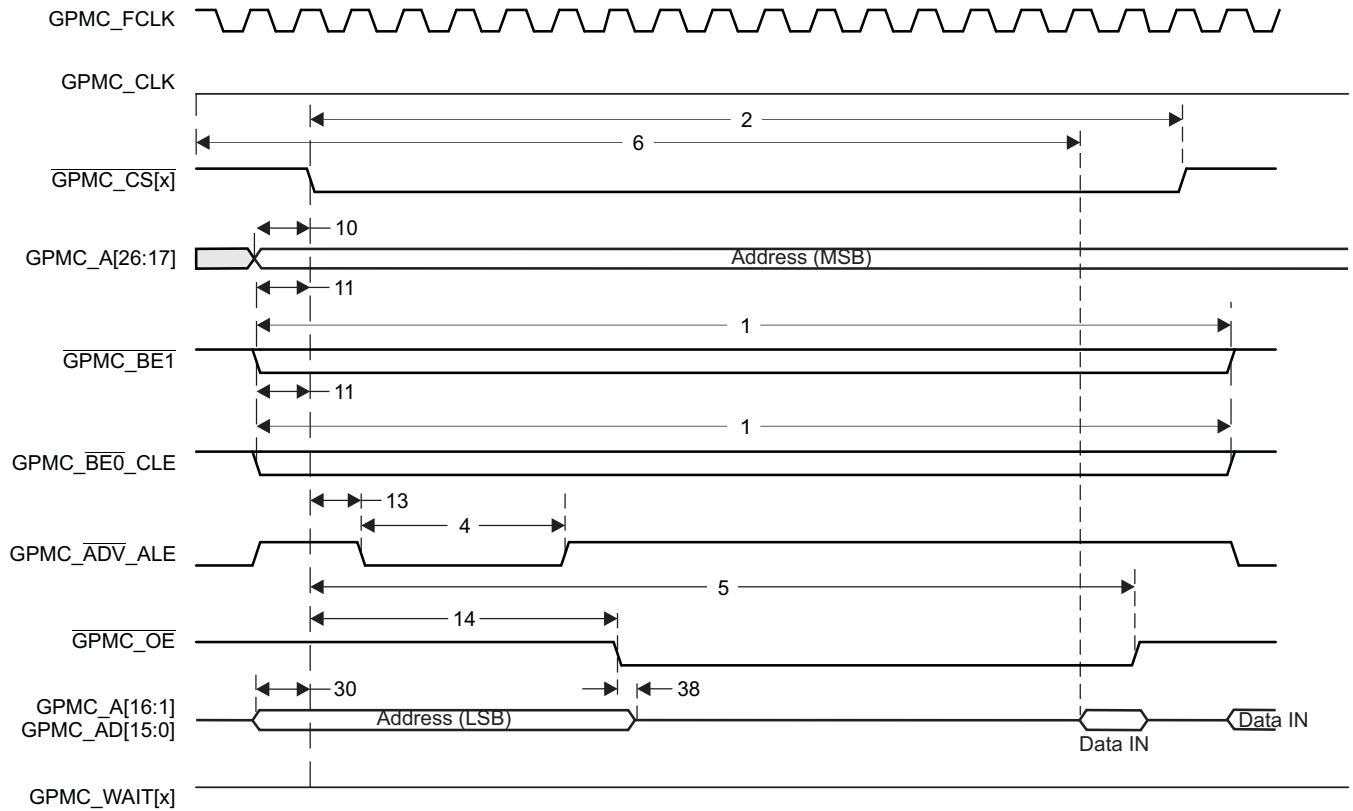 GPMC_FCLK
GPMC_CLK
2
6
GPMC_CS[x]
10
GPMC_A[26:17]
Address (MSB)
11
1
GPMC_BE1
11
1
GPMC_BE0_CLE
13
4
GPMC_ADV_ALE
5
14
GPMC_OE
30
38
GPMC_A[16:1]
GPMC_AD[15:0]
Address (LSB)
Data IN
Data IN
GPMC_WAIT[x]